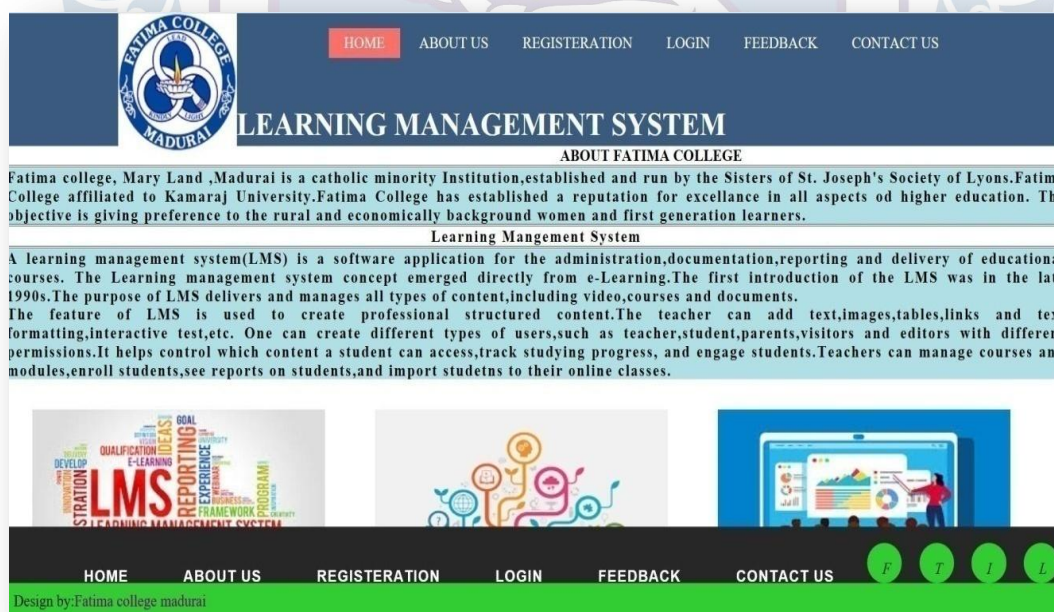 FATIMA COLLEGE
LEAD
KINDLY LIGHT
MADURAI
HOME ABOUT US REGISTERATION LOGIN FEEDBACK CONTACT US
LEARNING MANAGEMENT SYSTEM
ABOUT FATIMA COLLEGE
Fatima college, Mary Land ,Madurai is a catholic minority Institution,established and run by the Sisters of St. Joseph's Society of Lyons.Fatim
College affiliated to Kamaraj University.Fatima College has established a reputation for excellance in all aspects od higher education. Th
objective is giving preference to the rural and economically background women and first generation learners.
Learning Mangement System
A learning management system(LMS) is a software application for the administration,documentation,reporting and delivery of educationa
courses. The Learning management system concept emerged directly from e-Learning.The first introduction of the LMS was in the lat
1990s.The purpose of LMS delivers and manages all types of content,including video,courses and documents.
The feature of LMS is used to create professional structured content.The teacher can add text,images,tables,links and tex
formatting,interactive test,etc. One can create different types of users,such as teacher,student,parents,visitors and editors with differen
permissions.It helps control which content a student can access,track studying progress, and engage students.Teachers can manage courses an
modules,enroll students,see reports on students,and import studetns to their online classes.
GOAL
IDEAS
QUALIFICATION
E-LEARNING
DEVELOP
INNOVATION
STRATION
LMS
REPORTING
EXPERIENCE
UNIVERSITY
WEBINAR
BUSINESS
FRAMEWORK
PROGRAM
CREATIVITY
LEARNING MANAGEMENT SYSTEM
HOME ABOUT US REGISTERATION LOGIN FEEDBACK CONTACT US F T I L
Design by:Fatima college madurai